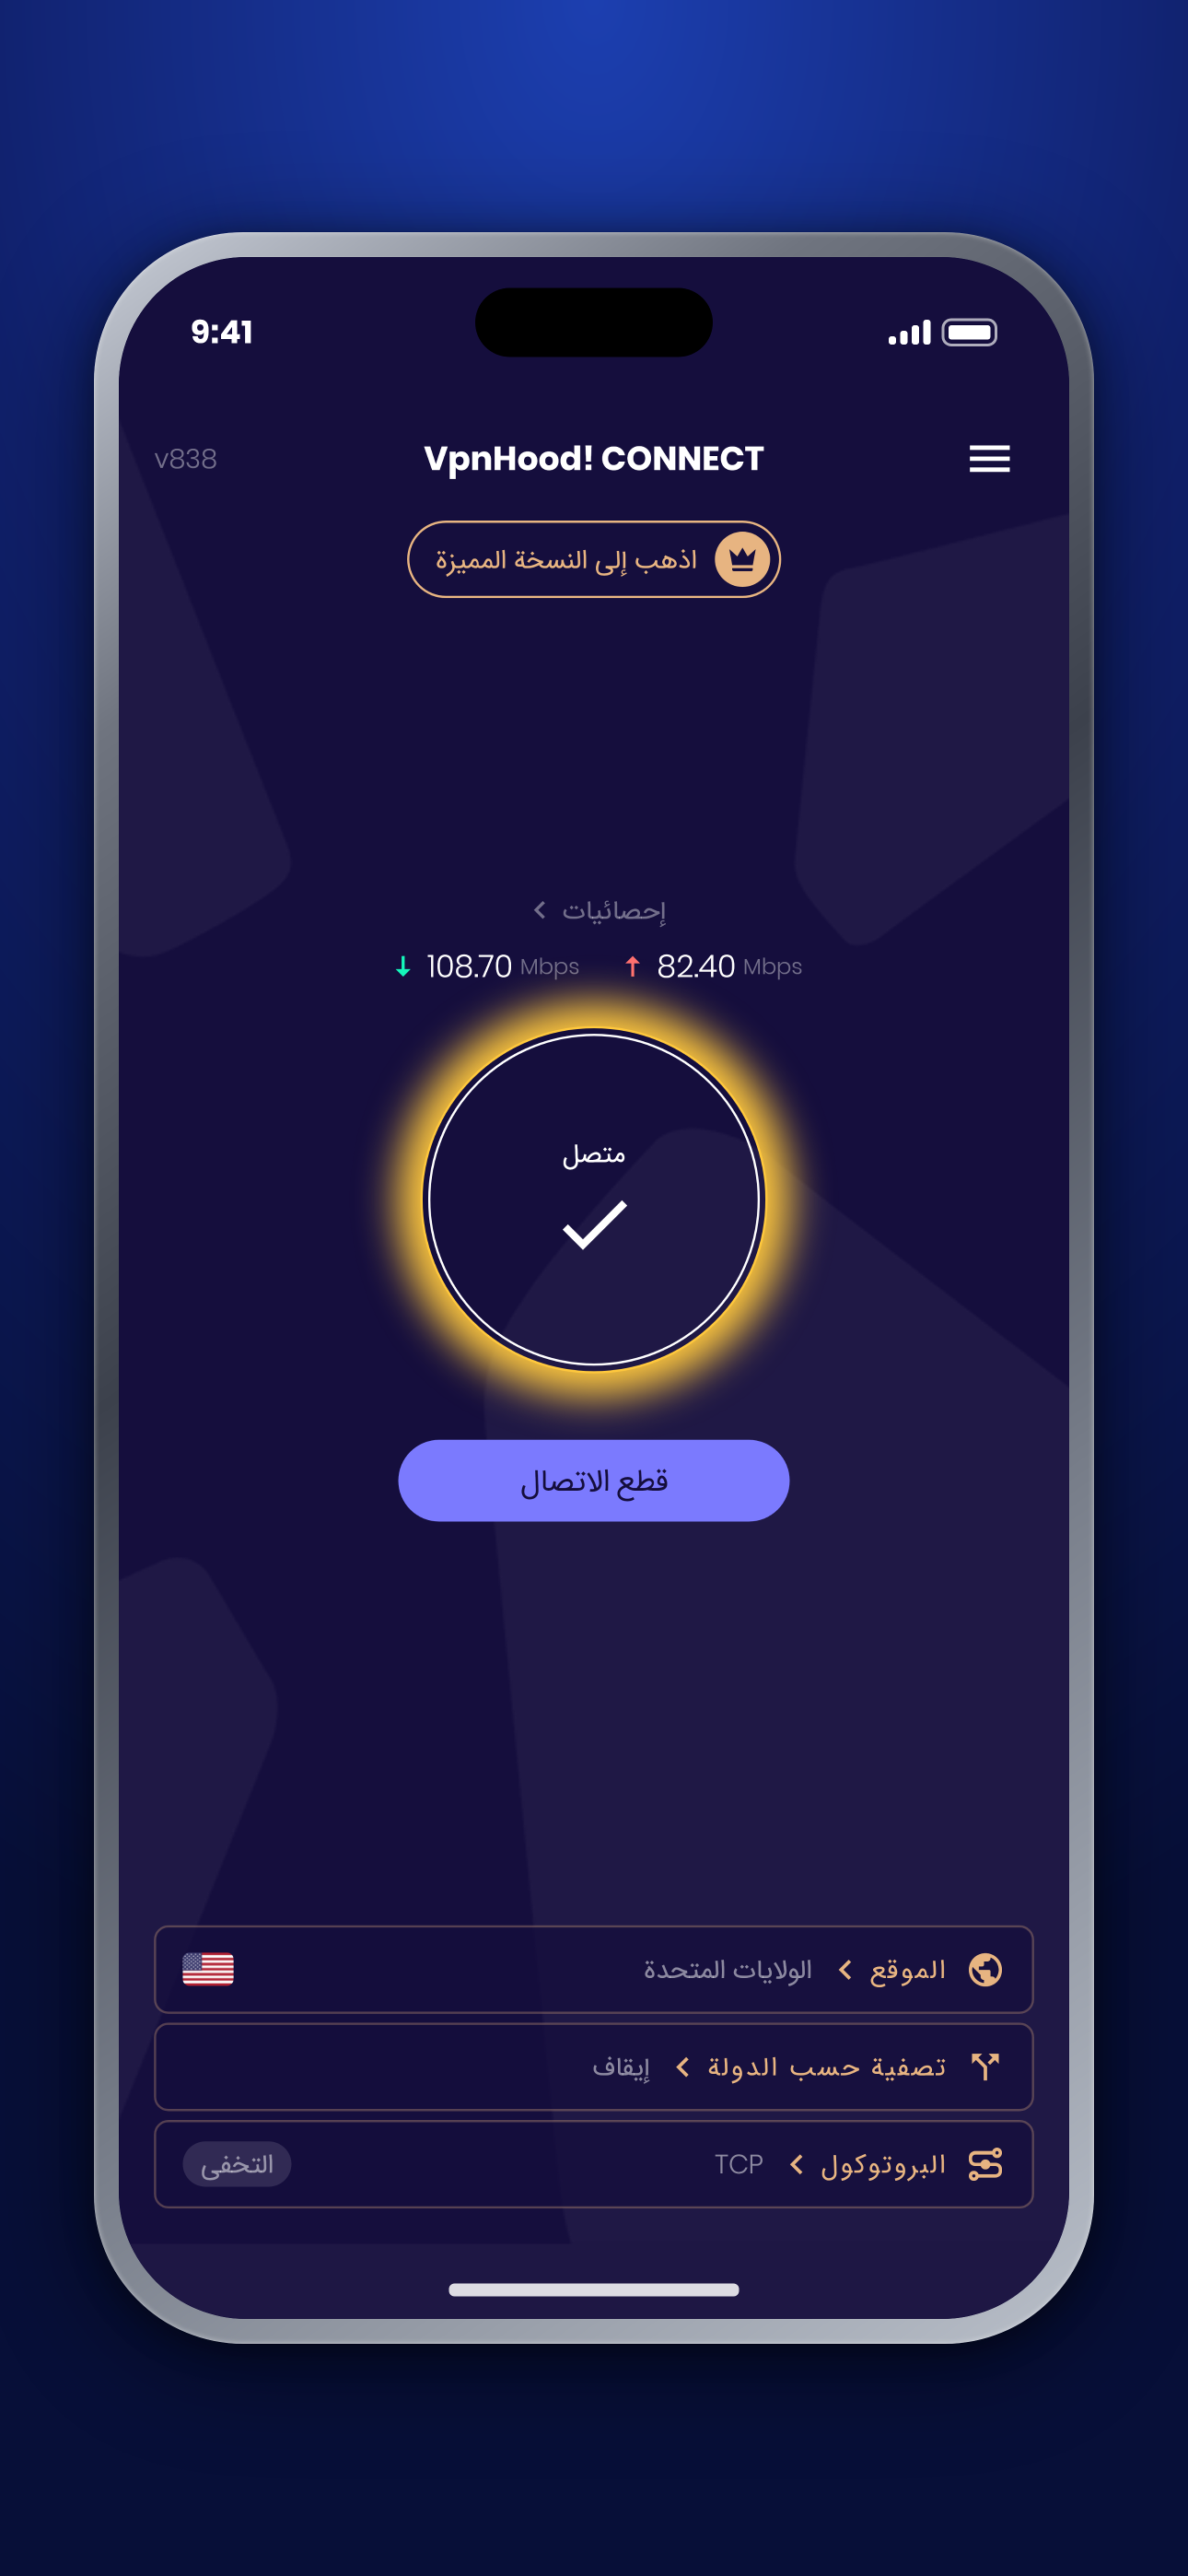 9:41
v838 VpnHood! CONNECT
اذهب إلى النسخة المميزة
إحصائيات
108.70 Mbps 82.40 Mbps
متصل
قطع الاتصال
الموقع الولايات المتحدة
تصفية حسب الدولة إيقاف
البروتوكول TCP التخفي